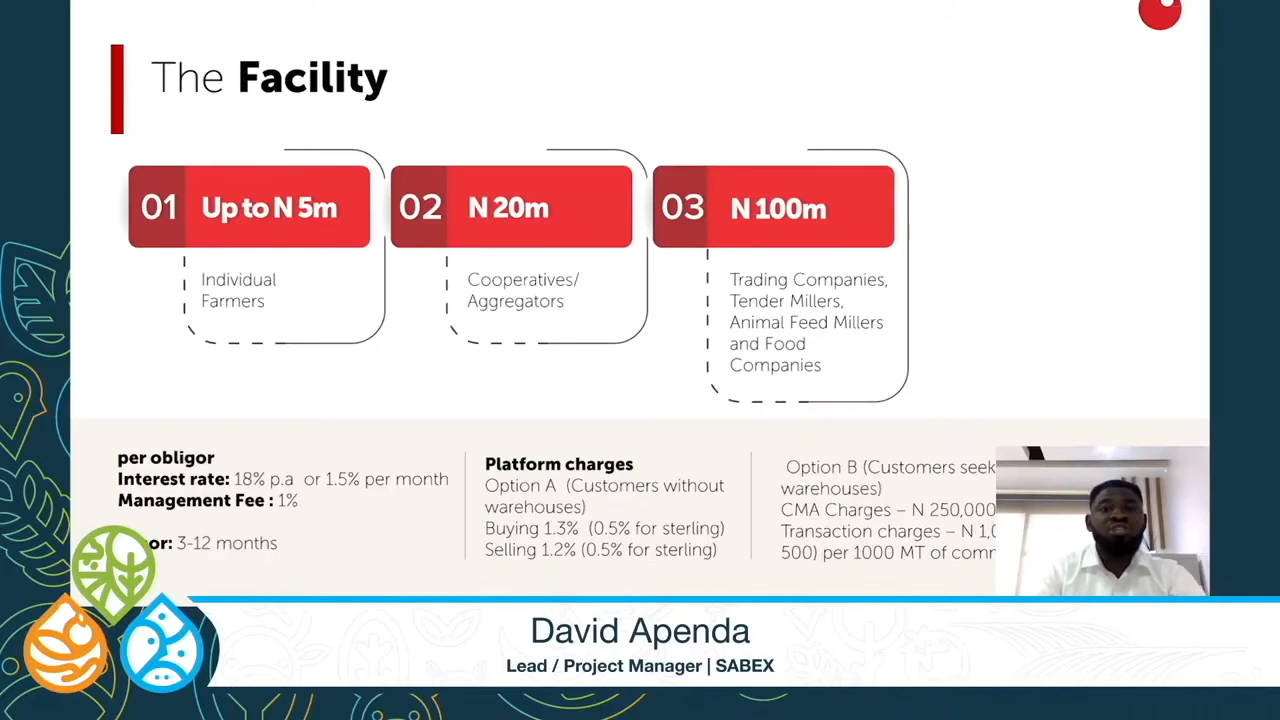 The Facility
01 Up to N 5m
Individual
Farmers
02 N 20m
Cooperatives/
Aggregators
03 N 100m
Trading Companies,
Tender Millers,
Animal Feed Millers
and Food
Companies
per obligor
Interest rate: 18% p.a or 1.5% per month
Management Fee : 1%
3-12 months
Platform charges
Option A (Customers without
warehouses)
Buying 1.3% (0.5% for sterling)
Selling 1.2% (0.5% for sterling)
Option B (Customers seek
warehouses)
CMA Charges – N 250,000
Transaction charges – N 1,0
500) per 1000 MT of comm
David Apenda
Lead / Project Manager | SABEX